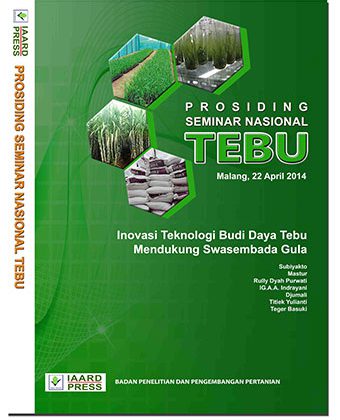 IAARD
PRESS
PROSIDING SEMINAR NASIONAL TEBU
PROSIDING
SEMINAR NASIONAL
TEBU
Malang, 22 April 2014
Inovasi Teknologi Budi Daya Tebu
Mendukung Swasembada Gula
Subiyakto
Mastur
Rully Dyah Purwati
IG.A.A. Indrayani
Djumali
Titiek Yulianti
Teger Basuki
IAARD
PRESS
BADAN PENELITIAN DAN PENGEMBANGAN PERTANIAN